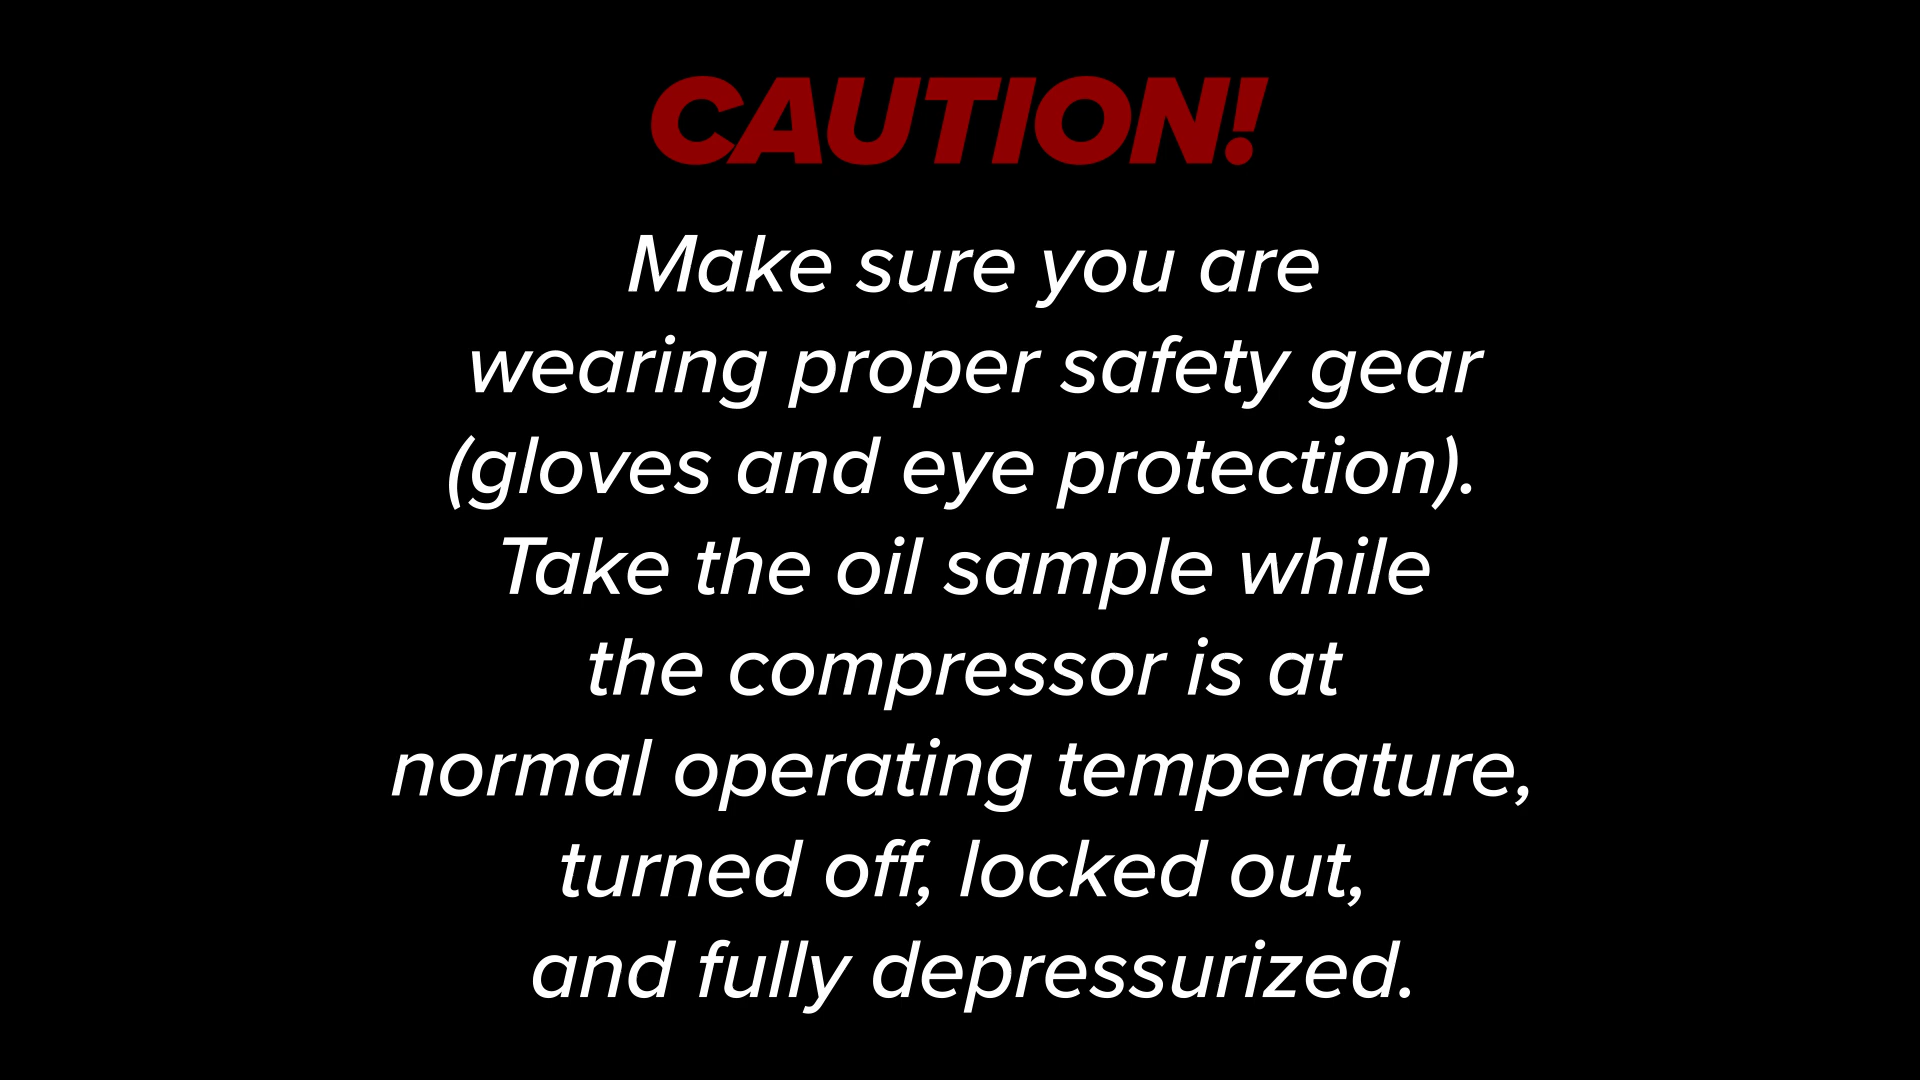 CAUTION!
Make sure you are
wearing proper safety gear
(gloves and eye protection).
Take the oil sample while
the compressor is at
normal operating temperature,
turned off, locked out,
and fully depressurized.